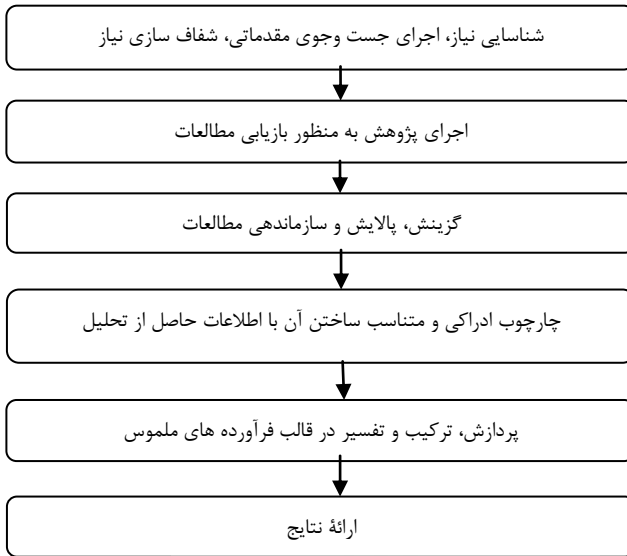 شناسایی نیاز، اجرای جست وجوی مقدماتی، شفاف سازی نیاز
اجرای پژوهش به منظور بازیابی مطالعات
گزینش، پالایش و سازماندهی مطالعات
چارچوب ادراکی و متناسب ساختن آن با اطلاعات حاصل از تحلیل
پردازش، ترکیب و تفسیر در قالب فرآورده های ملموس
ارائۀ نتایج